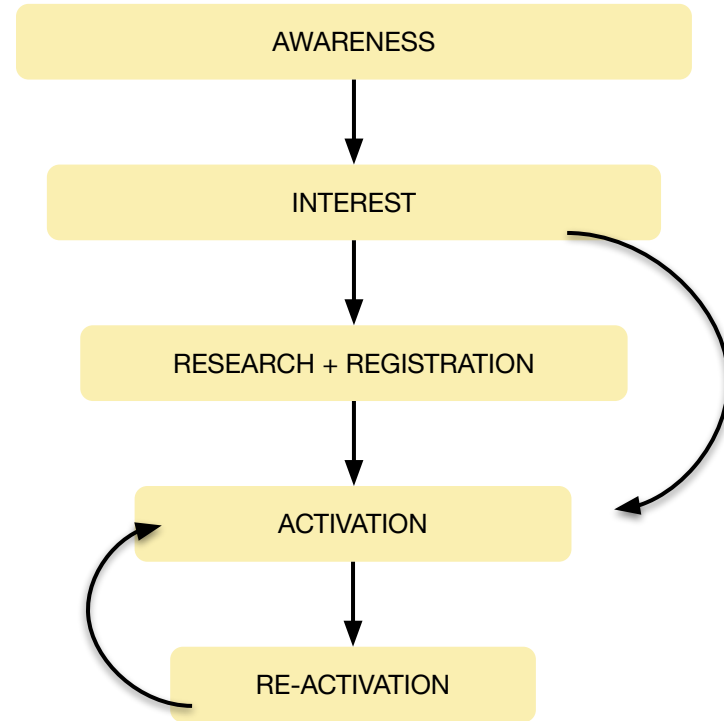 AWARENESS
INTEREST
RESEARCH + REGISTRATION
ACTIVATION
RE-ACTIVATION